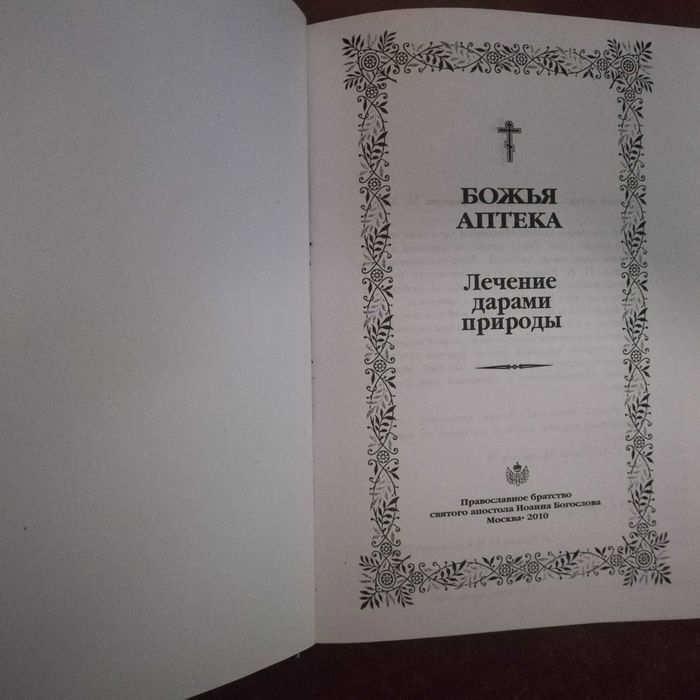 БОЖЬЯ
АПТЕКА
Лечение
дарами
природы
Православное братство
святого апостола Иоанна Богослова
Москва• 2010